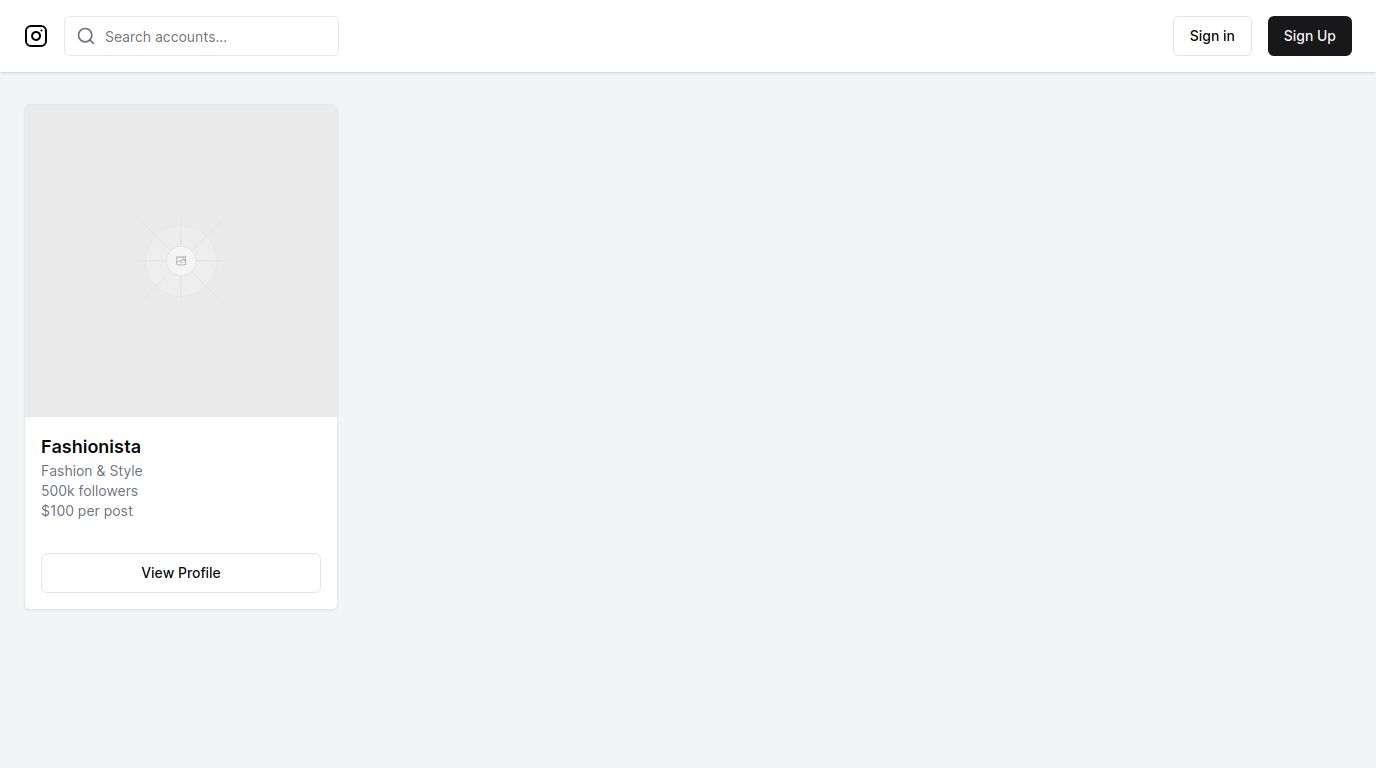 Search accounts...
Sign in
Sign Up
Fashionista
Fashion & Style
500k followers
$100 per post
View Profile